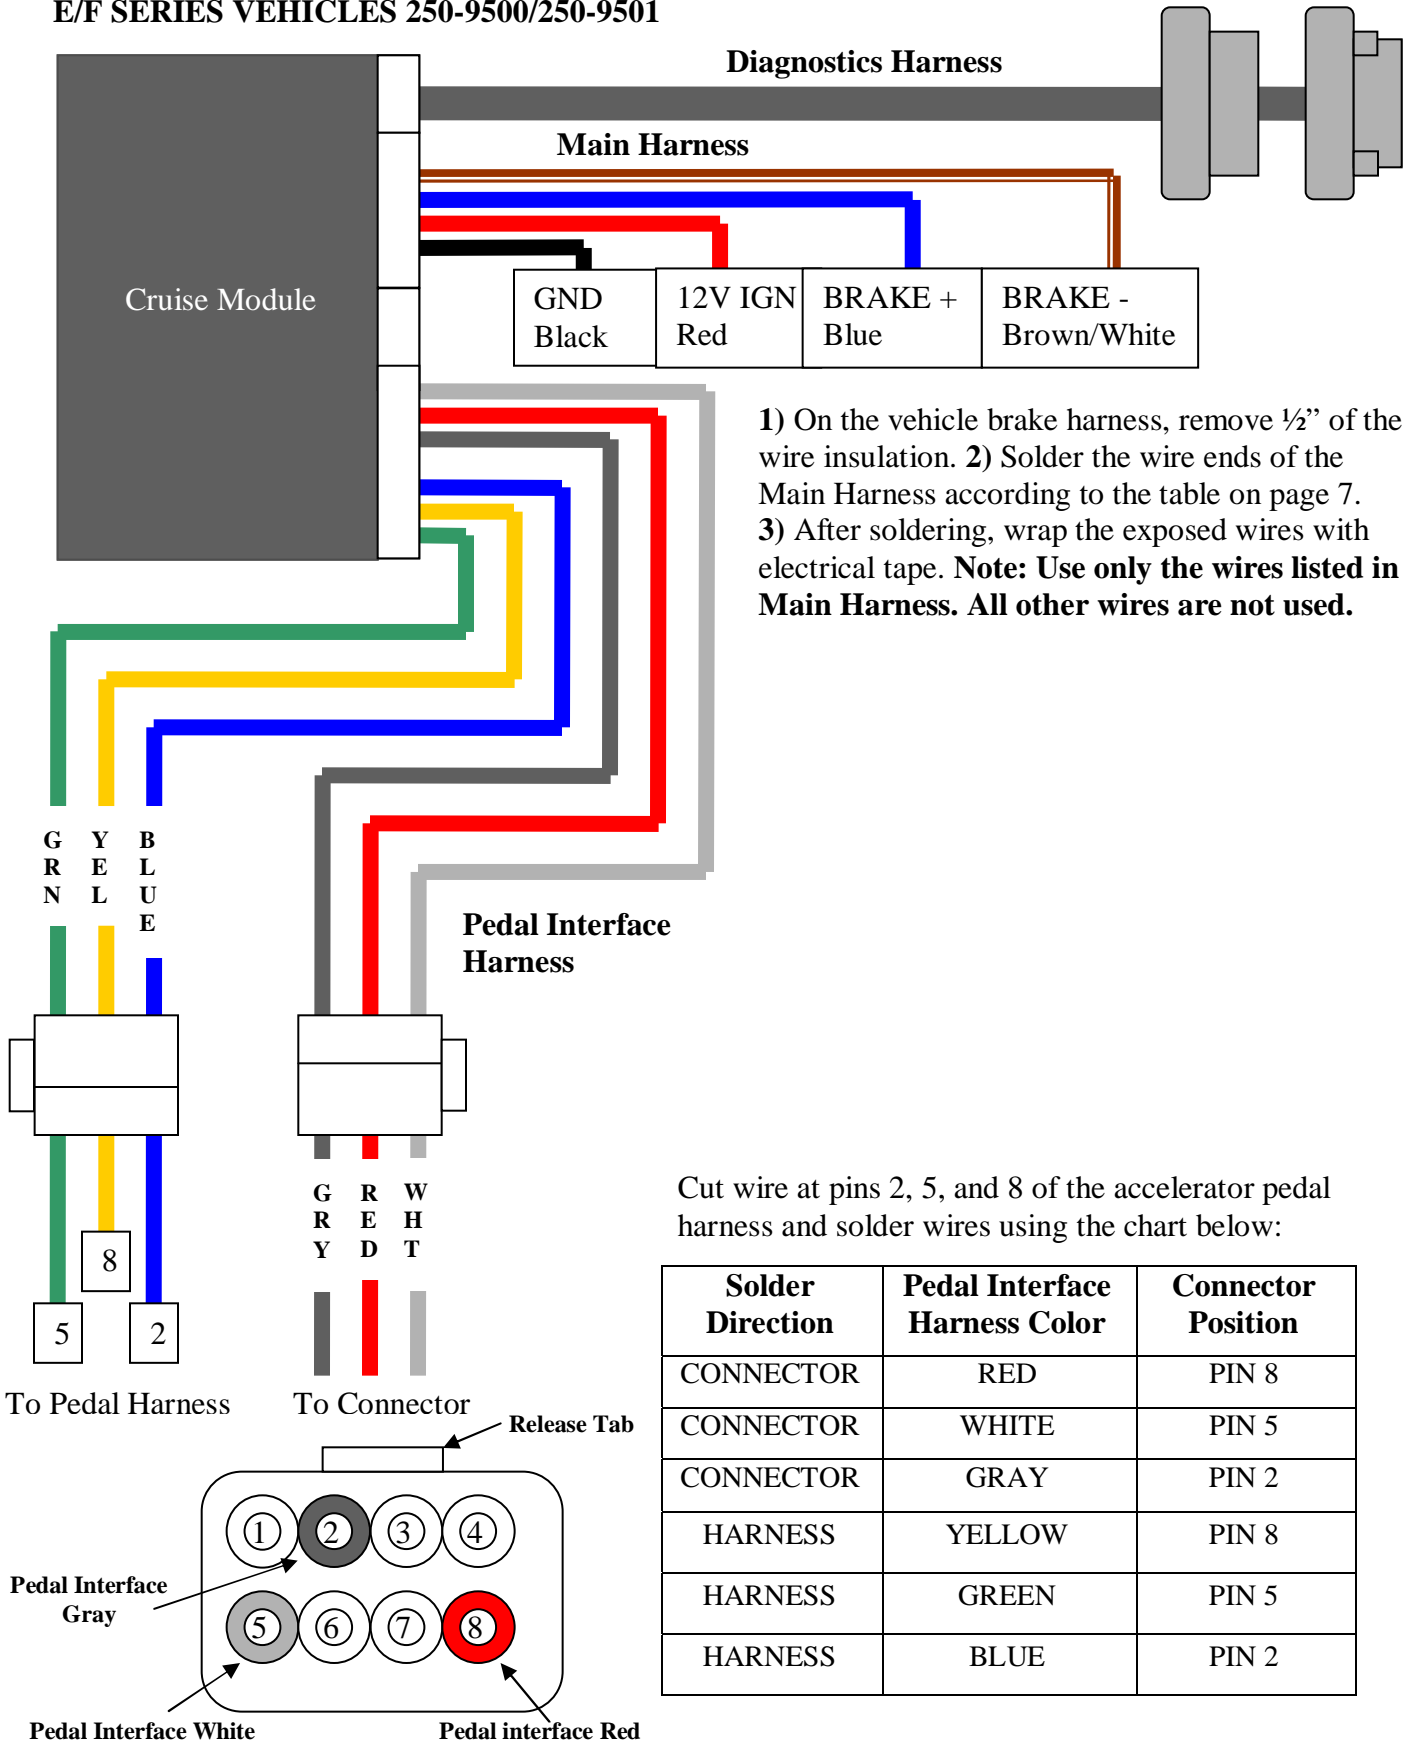 E/F SERIES VEHICLES 250-9500/250-9501
Diagnostics Harness
Main Harness
Cruise Module
GND
Black
12V IGN
Red
BRAKE +
Blue
BRAKE -
Brown/White
1) On the vehicle brake harness, remove ½” of the
wire insulation. 2) Solder the wire ends of the
Main Harness according to the table on page 7.
3) After soldering, wrap the exposed wires with
electrical tape. Note: Use only the wires listed in
Main Harness. All other wires are not used.
GRN
YEL
BLUE
Pedal Interface
Harness
GRY
RED
WHT
8
5
2
To Pedal Harness
To Connector
Release Tab
1
2
3
4
5
6
7
8
Pedal Interface
Gray
Pedal Interface White
Pedal interface Red
Cut wire at pins 2, 5, and 8 of the accelerator pedal
harness and solder wires using the chart below:
Solder
Direction
Pedal Interface
Harness Color
Connector
Position
CONNECTOR RED PIN 8
CONNECTOR WHITE PIN 5
CONNECTOR GRAY PIN 2
HARNESS YELLOW PIN 8
HARNESS GREEN PIN 5
HARNESS BLUE PIN 2